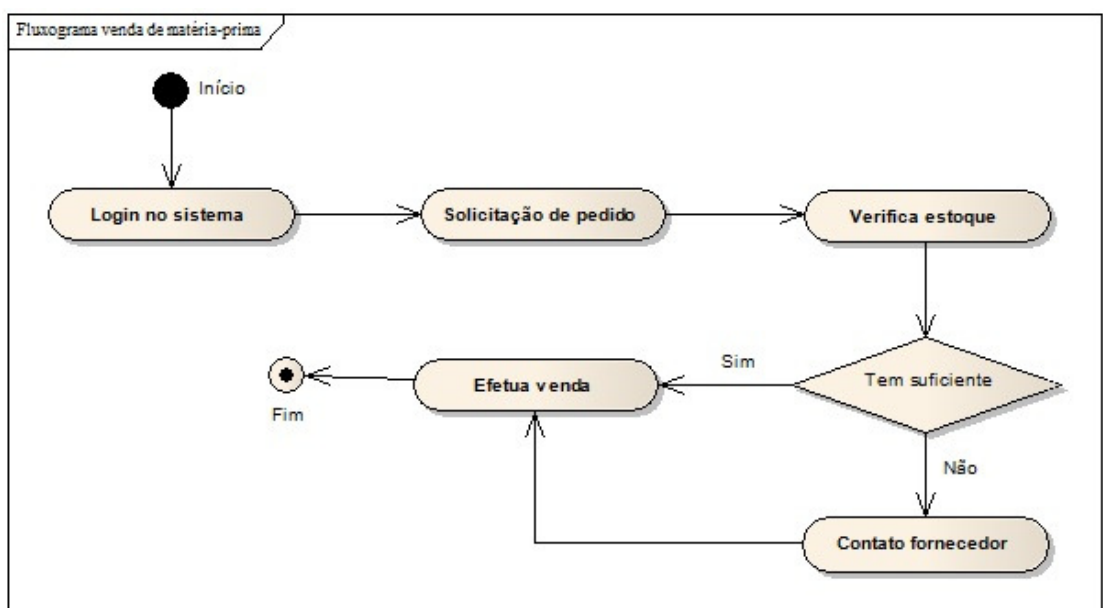 Fluxograma venda de matéria-prima
Início
Login no sistema
Solicitação de pedido
Verifica estoque
Tem suficiente
Sim
Efetua venda
Fim
Não
Contato fornecedor